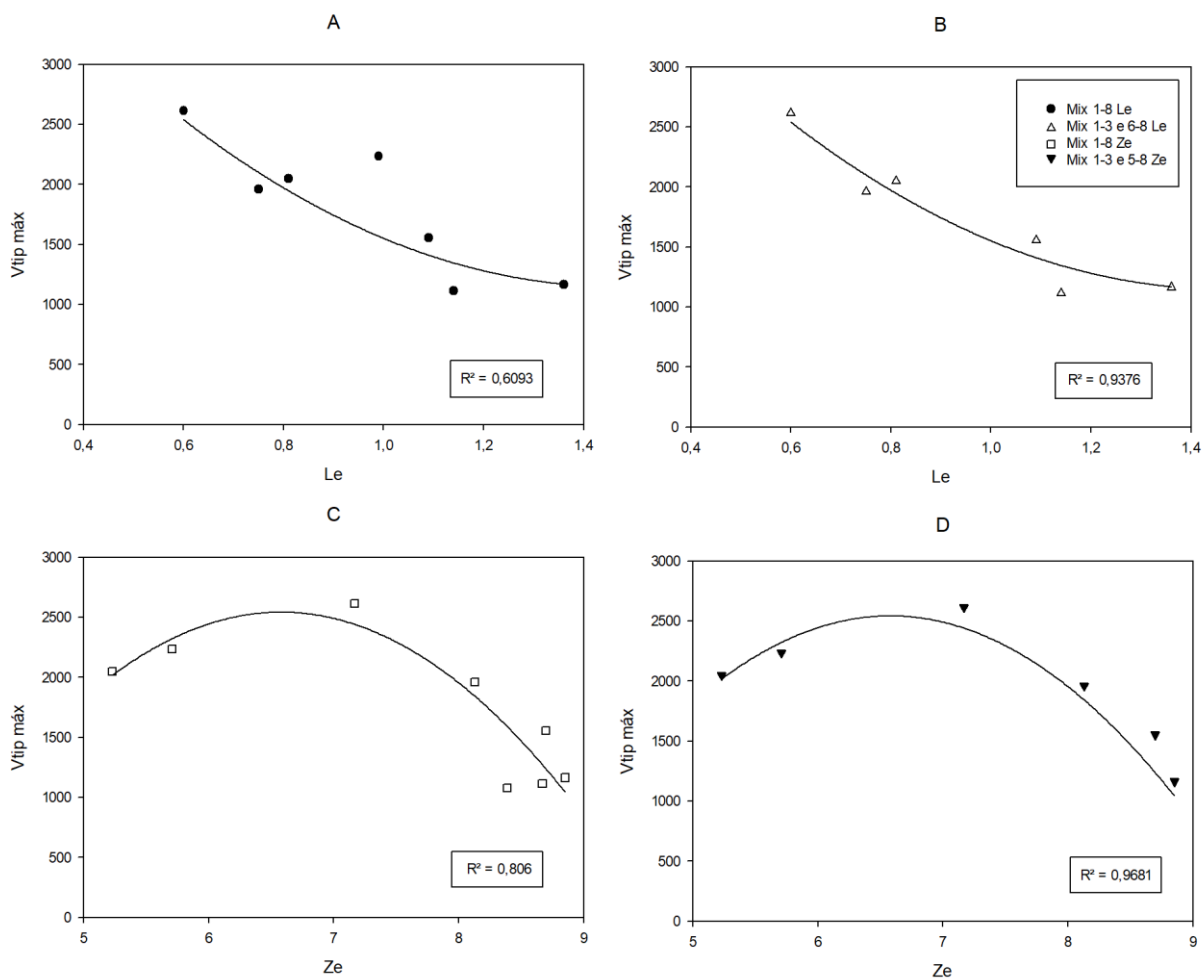 A
3000
2500
2000
1500
1000
500
0
Vtip máx
R² = 0,6093
0,4 0,6 0,8 1,0 1,2 1,4
Le
B
3000
2500
2000
1500
1000
500
0
Vtip máx
Mix 1-8 Le
Mix 1-3 e 6-8 Le
Mix 1-8 Ze
Mix 1-3 e 5-8 Ze
R² = 0,9376
0,4 0,6 0,8 1,0 1,2 1,4
Le
C
3000
2500
2000
1500
1000
500
0
Vtip máx
R² = 0,806
5 6 7 8 9
Ze
D
3000
2500
2000
1500
1000
500
0
Vtip máx
R² = 0,9681
5 6 7 8 9
Ze